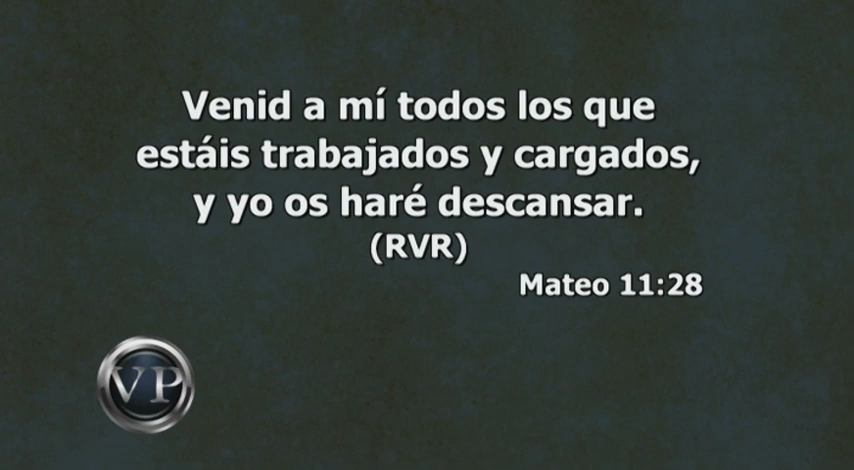 Venid a mí todos los que
estáis trabajados y cargados,
y yo os haré descansar.
(RVR)
Mateo 11:28
VP